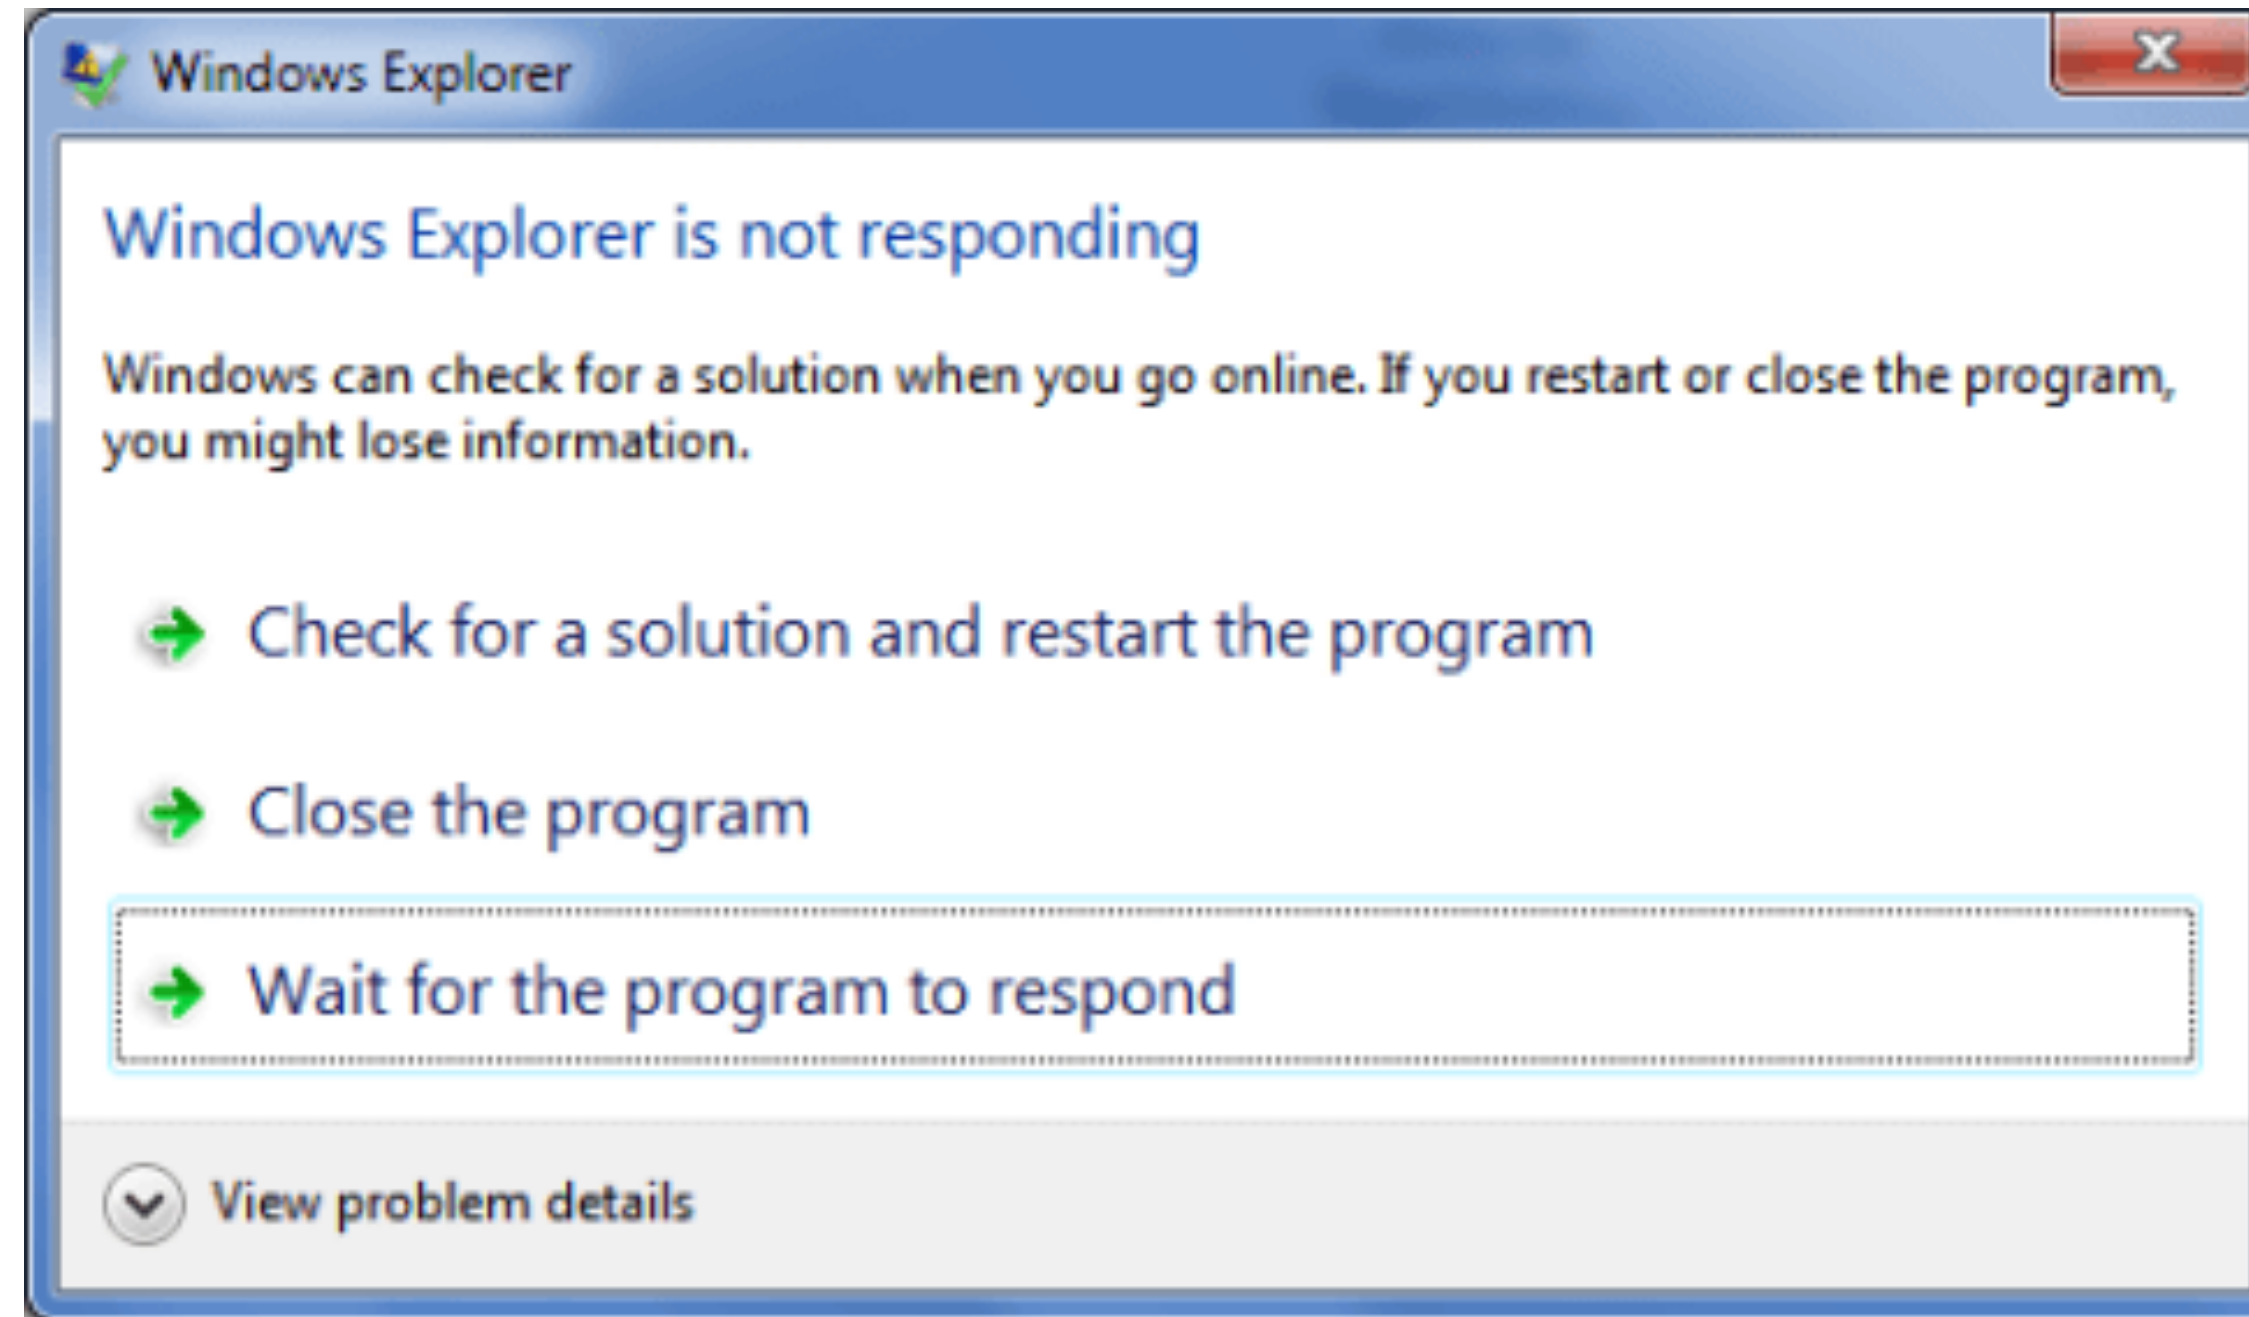 Windows Explorer
Windows Explorer is not responding
Windows can check for a solution when you go online. If you restart or close the program,
you might lose information.
Check for a solution and restart the program
Close the program
Wait for the program to respond
View problem details